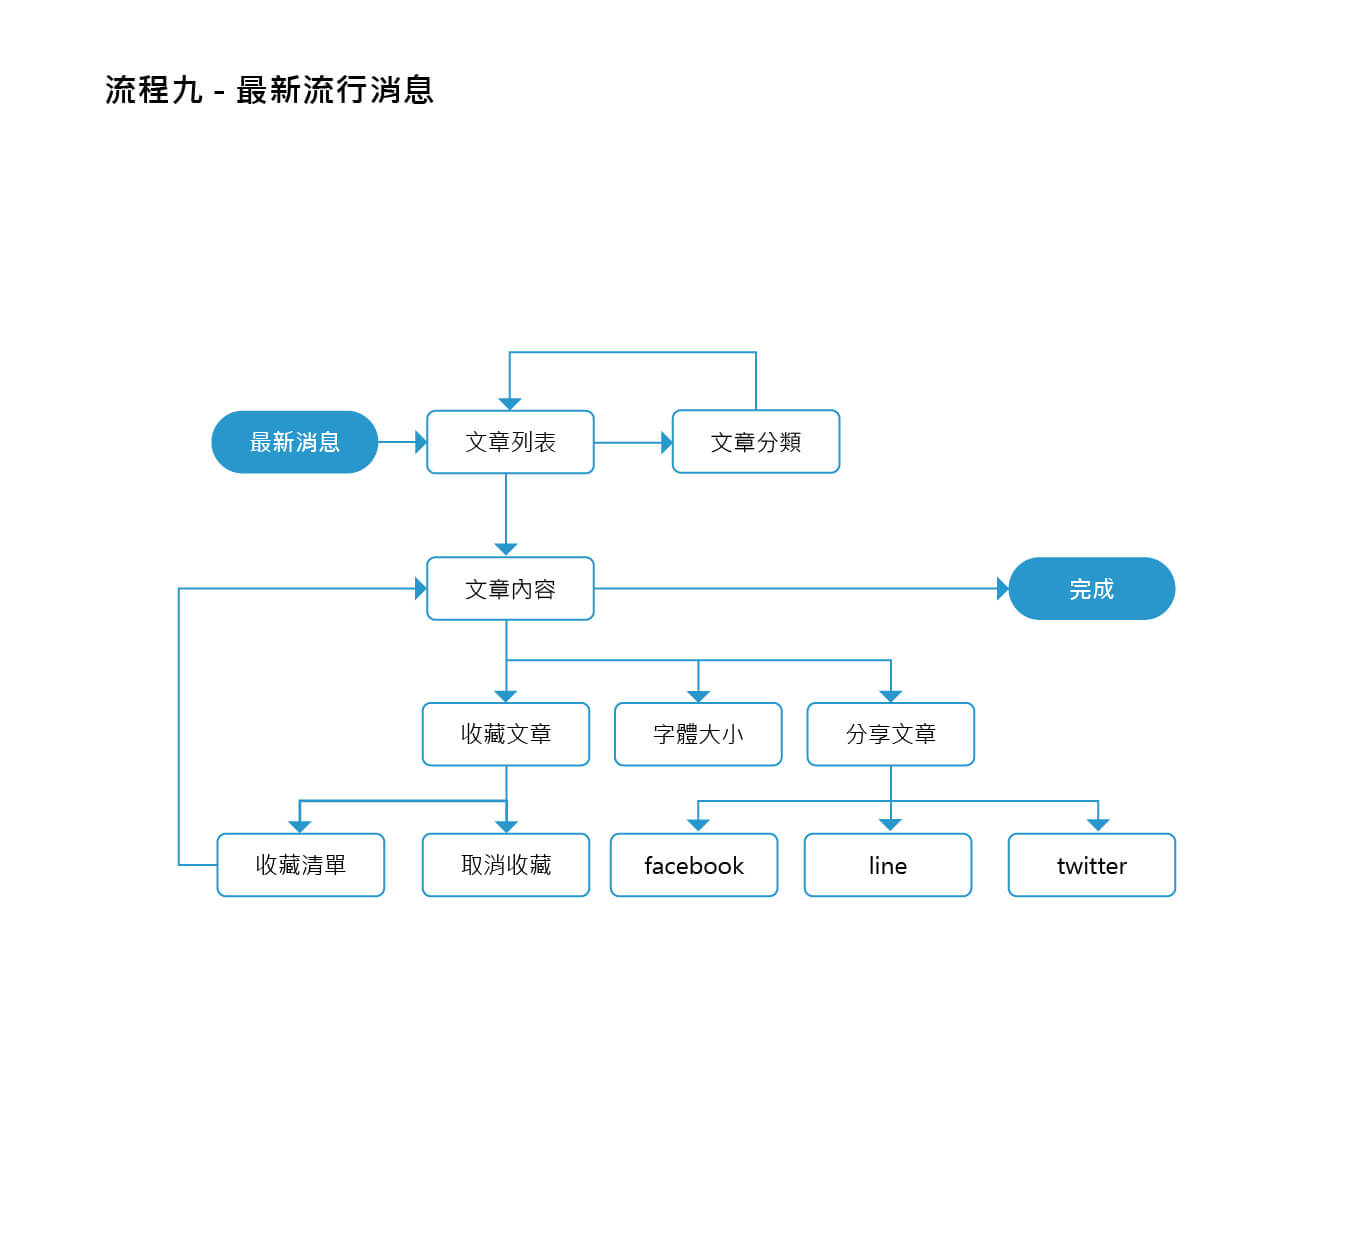 流程九 - 最新流行消息
最新消息
文章列表
文章分類
文章內容
完成
收藏文章
字體大小
分享文章
收藏清單
取消收藏
facebook
line
twitter